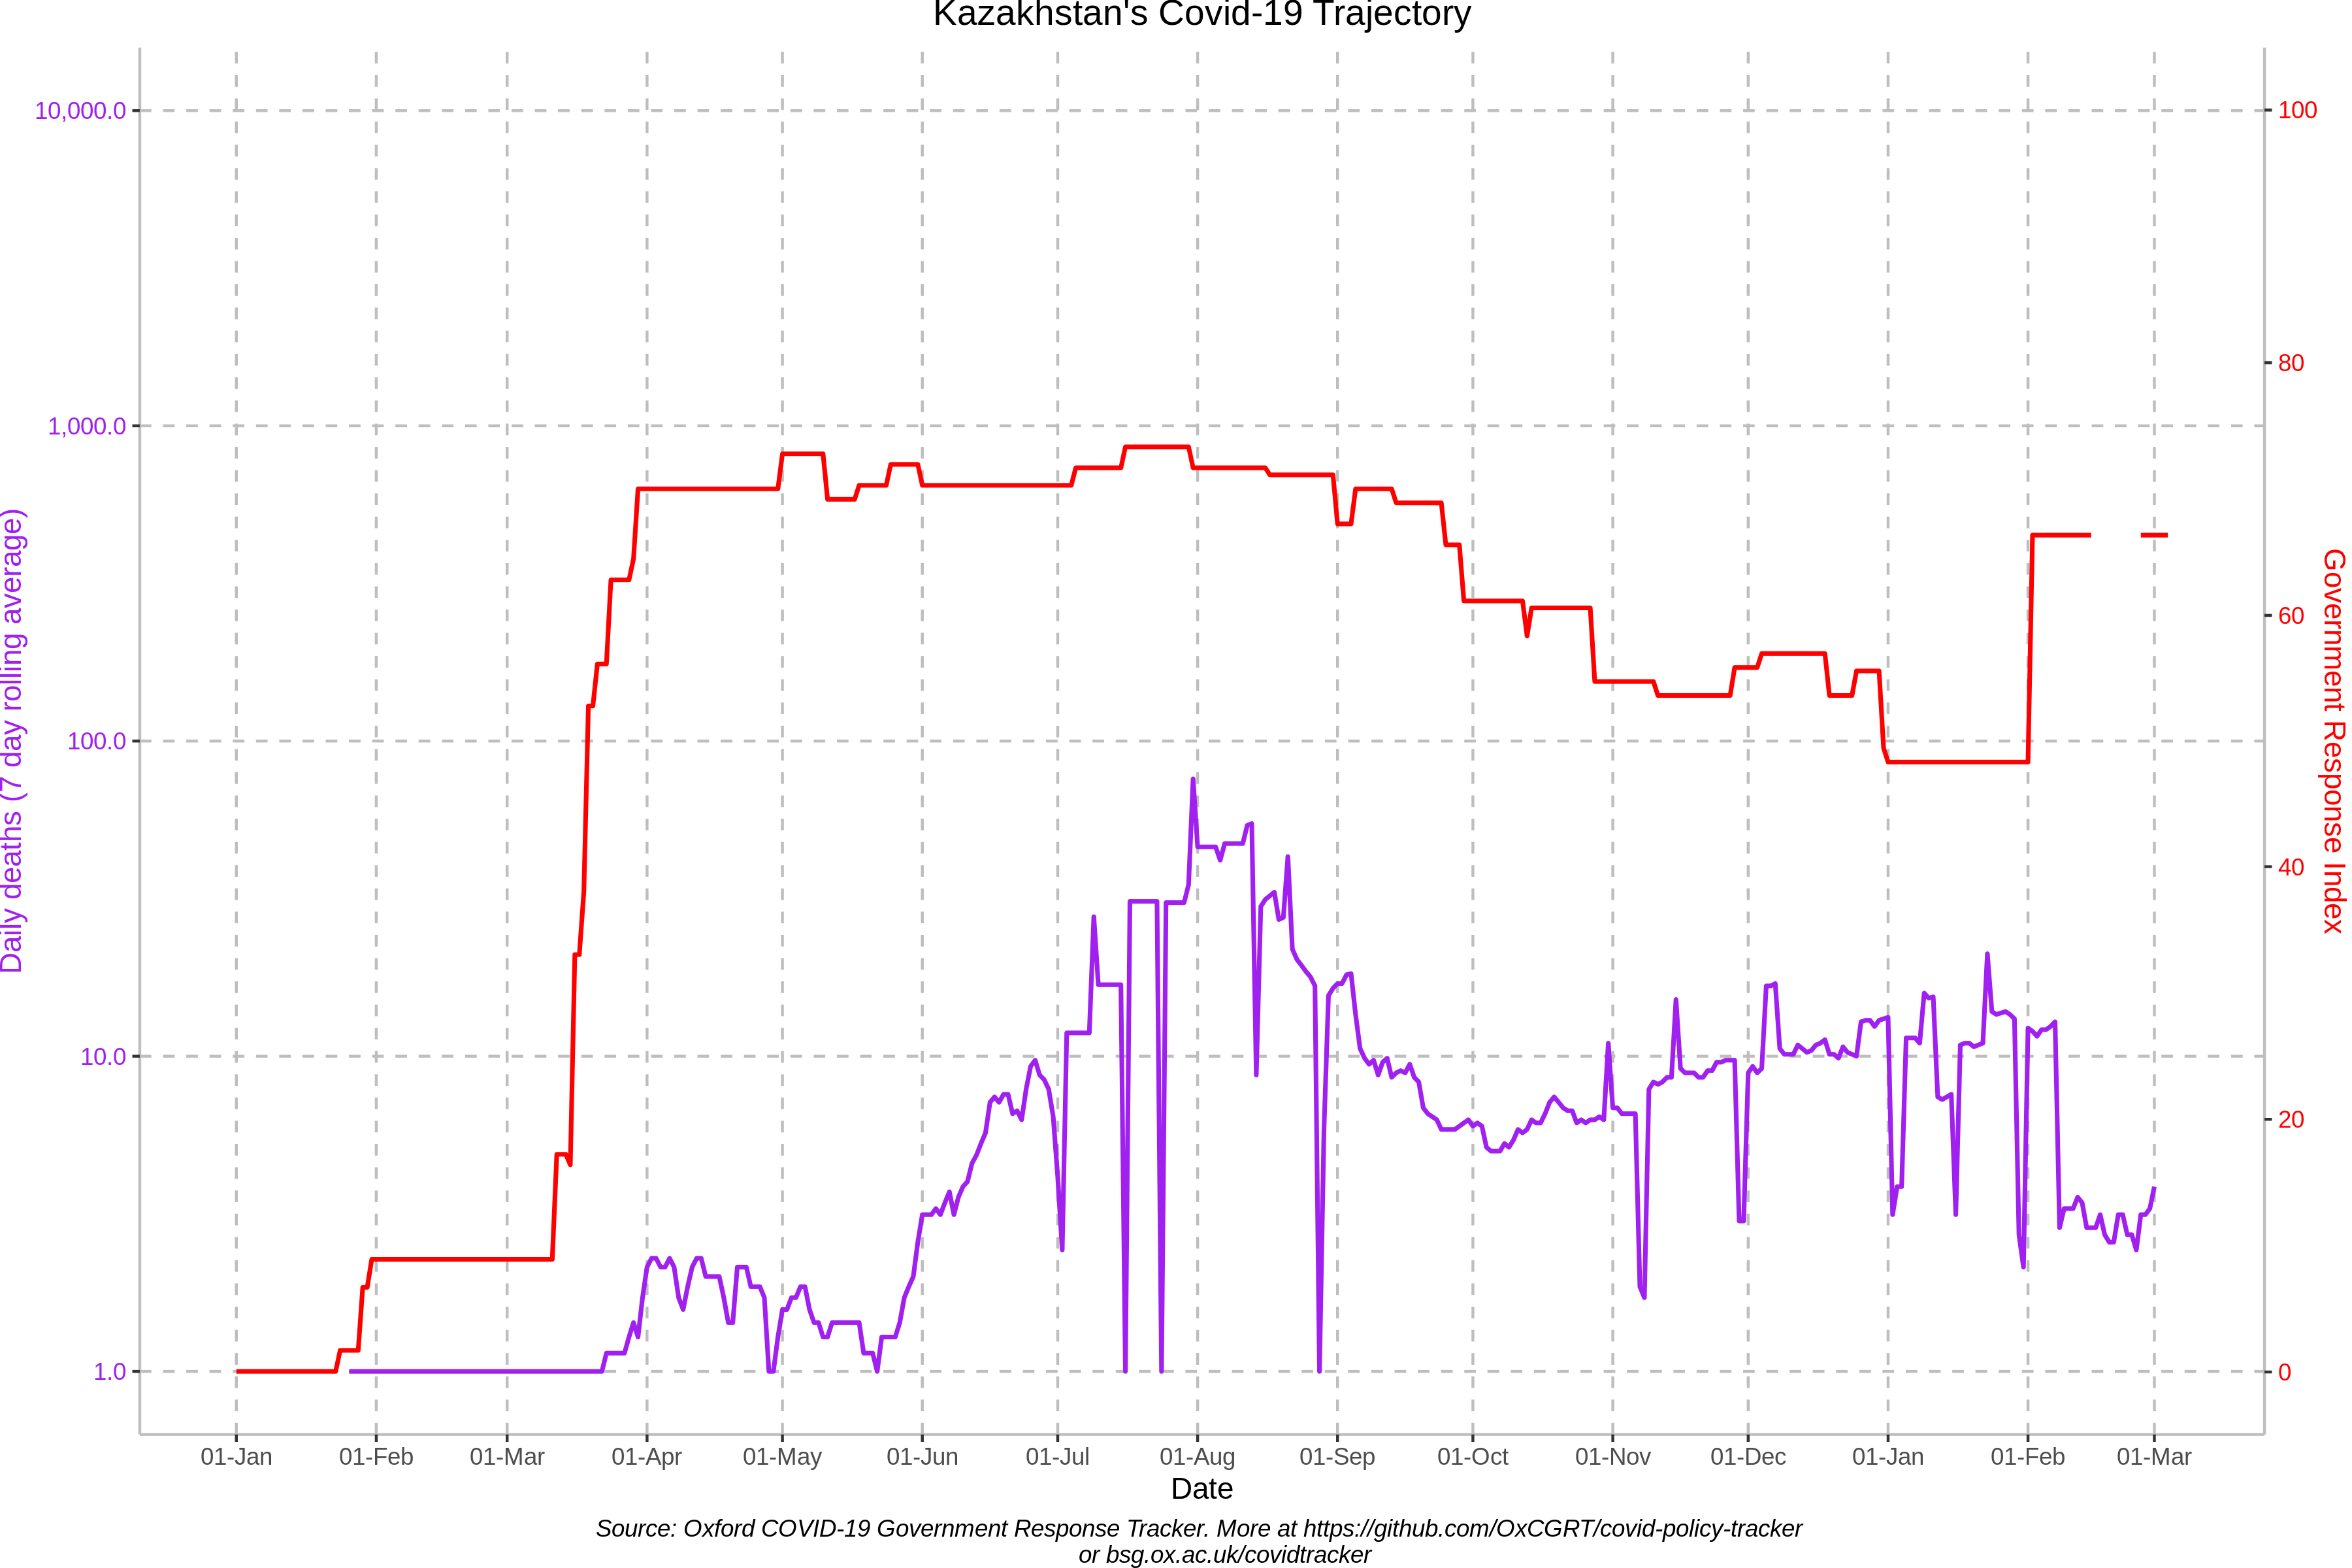 Kazakhstan's Covid-19 Trajectory
10,000.0
1,000.0
100.0
10.0
1.0
Daily deaths (7 day rolling average)
100
80
60
40
20
0
Government Response Index
01-Jan 01-Feb 01-Mar 01-Apr 01-May 01-Jun 01-Jul 01-Aug 01-Sep 01-Oct 01-Nov 01-Dec 01-Jan 01-Feb 01-Mar
Date
Source: Oxford COVID-19 Government Response Tracker. More at https://github.com/OxCGRT/covid-policy-tracker
or bsg.ox.ac.uk/covidtracker